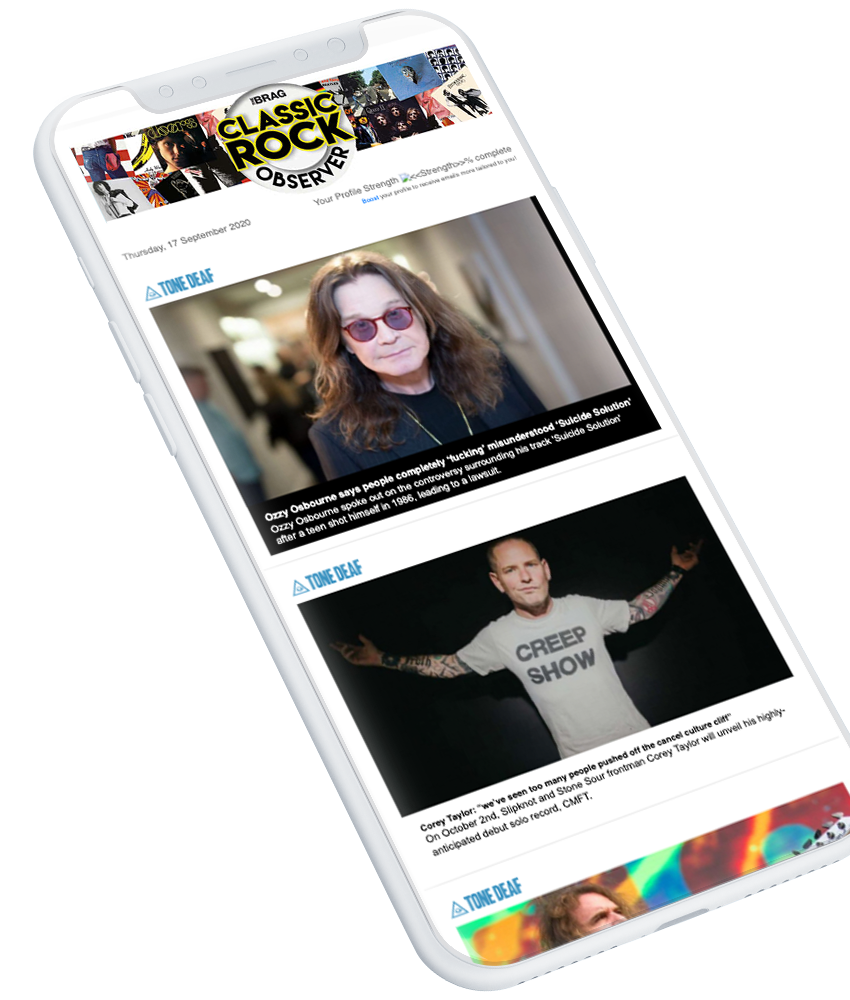 THE BRAG
CLASSIC
ROCK
OBSERVER
Your Profile Strength <<Strength>>% complete
Boost your profile to receive emails more tailored to you!
Thursday, 17 September 2020
TONE DEAF
Ozzy Osbourne says people completely 'fucking' misunderstood 'Suicide Solution'
Ozzy Osbourne spoke out on the controversy surrounding his track 'Suicide Solution'
after a teen shot himself in 1986, leading to a lawsuit.
TONE DEAF
CREEP
SHOW
Corey Taylor: "we've seen too many people pushed off the cancel culture cliff"
On October 2nd, Slipknot and Stone Sour frontman Corey Taylor will unveil his highly-
anticipated debut solo record, CMFT.
TONE DEAF